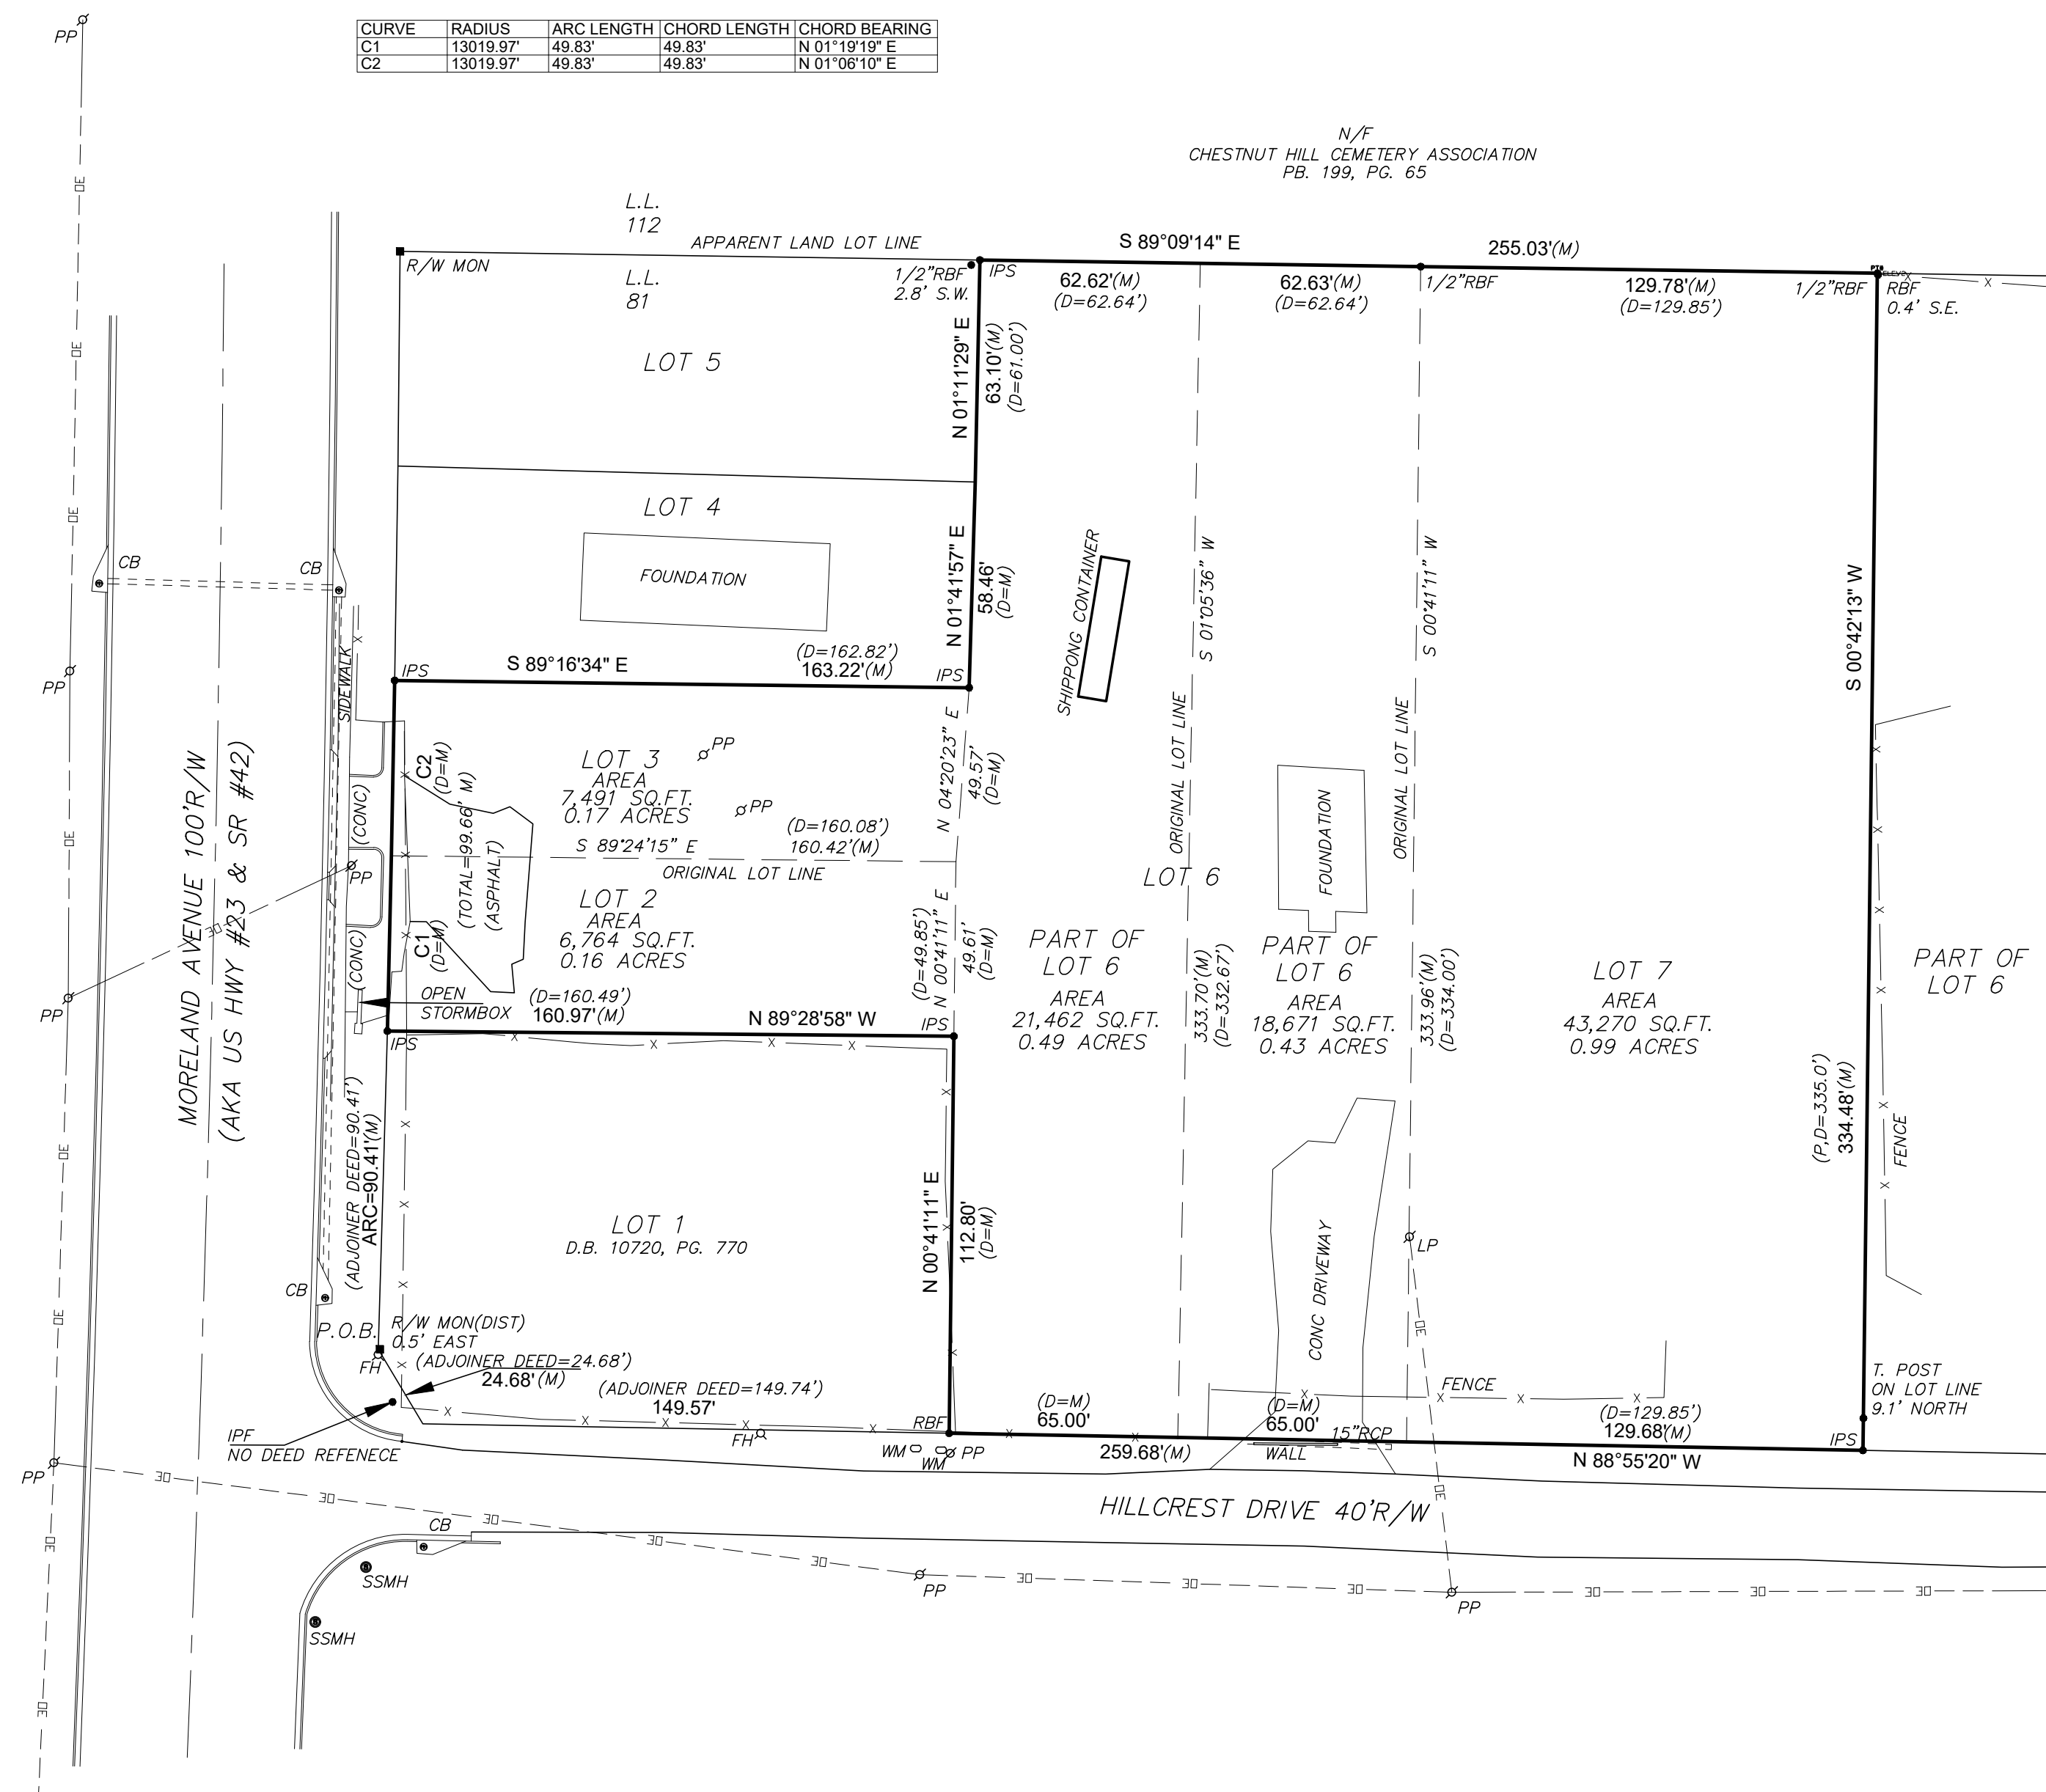 CURVE RADIUS ARC LENGTH CHORD LENGTH CHORD BEARING
C1 13019.97' 49.83' 49.83' N 01°19'19" E
C2 13019.97' 49.83' 49.83' N 01°06'10" E
PP
N/F
CHESTNUT HILL CEMETERY ASSOCIATION
PB. 199, PG. 65
L.L.
112
APPARENT LAND LOT LINE
S 89°09'14" E
255.03'(M)
R/W MON
L.L.
81
1/2"RBF
2.8' S.W.
IPS
62.62'(M)
(D=62.64')
62.63'(M)
(D=62.64')
1/2"RBF
129.78'(M)
(D=129.85')
1/2"RBF
RBF
0.4' S.E.
N 01°11'29" E
63.10'(M)
(D=61.00')
LOT 5
LOT 4
FOUNDATION
N 01°41'57" E
58.46'
(D=M)
SHIPPONG CONTAINER
S 01°05'36" W
S 00°41'11" W
S 00°42'13" W
CB
CB
SIDEWALK
IPS
S 89°16'34" E
(D=162.82')
163.22'(M)
IPS
PP
OE
MORELAND AVENUE 100'R/W
(AKA US HWY #23 & SR #42)
C2
(D=M)
(TOTAL=99.66' M)
(ASPHALT)
LOT 3
AREA
7,491 SQ.FT.
0.17 ACRES
PP
PP
N 04°20'23" E
49.57'
(D=M)
ORIGINAL LOT LINE
ORIGINAL LOT LINE
FOUNDATION
(CONC)
PP
S 89°24'15" E
(D=160.08')
160.42'(M)
ORIGINAL LOT LINE
LOT 6
LOT 2
AREA
6,764 SQ.FT.
0.16 ACRES
C1
(D=M)
(CONC)
(D=49.85')
N 00°41'11" E
49.61'
(D=M)
PART OF
LOT 6
AREA
21,462 SQ.FT.
0.49 ACRES
333.70'(M)
(D=332.67')
PART OF
LOT 6
AREA
18,671 SQ.FT.
0.43 ACRES
333.96'(M)
(D=334.00')
LOT 7
AREA
43,270 SQ.FT.
0.99 ACRES
PART OF
LOT 6
PP
OPEN
STORMBOX
(D=160.49')
160.97'(M)
N 89°28'58" W
IPS
IPS
(P,D=335.0')
334.48'(M)
FENCE
(ADJOINER DEED=90.41')
ARC=90.41'(M)
LOT 1
D.B. 10720, PG. 770
N 00°41'11" E
112.80'
(D=M)
CONC DRIVEWAY
LP
CB
P.O.B.
R/W MON(DIST)
0.5' EAST
FH
(ADJOINER DEED=24.68')
24.68'(M)
(ADJOINER DEED=149.74')
149.57'
T. POST
ON LOT LINE
9.1' NORTH
FENCE
(D=M)
65.00'
(D=M)
65.00'
(D=129.85')
129.68'(M)
RBF
IPF
NO DEED REFENECE
FH
WM
WM
PP
259.68'(M)
15"RCP
WALL
IPS
N 88°55'20" W
PP
HILLCREST DRIVE 40'R/W
CB
SSMH
PP
PP
SSMH